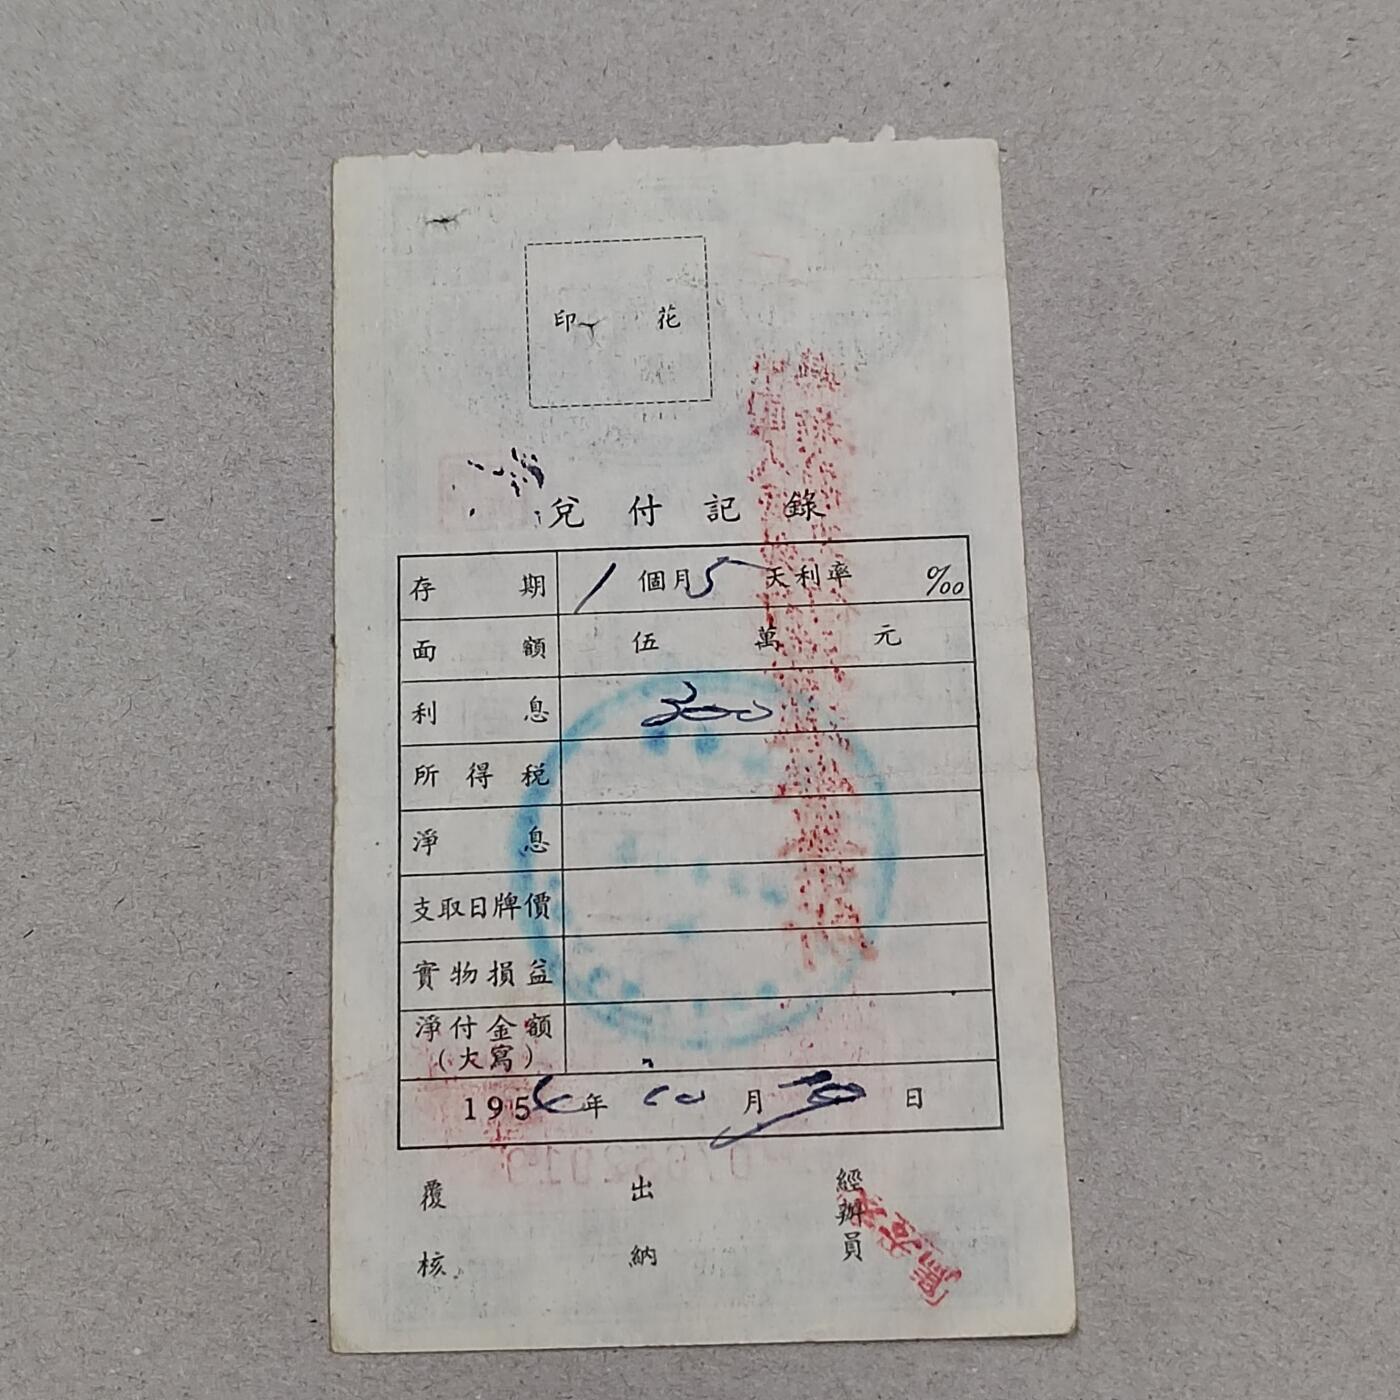 印 花
兌付記錄
存期 1 個月 5 天利率 ‰
面額 伍萬元
利息 300
所得稅
淨息
支取日牌價
實物損益
淨付金額
(大寫)
195 年 10 月 日
覆核 出納 經辦員